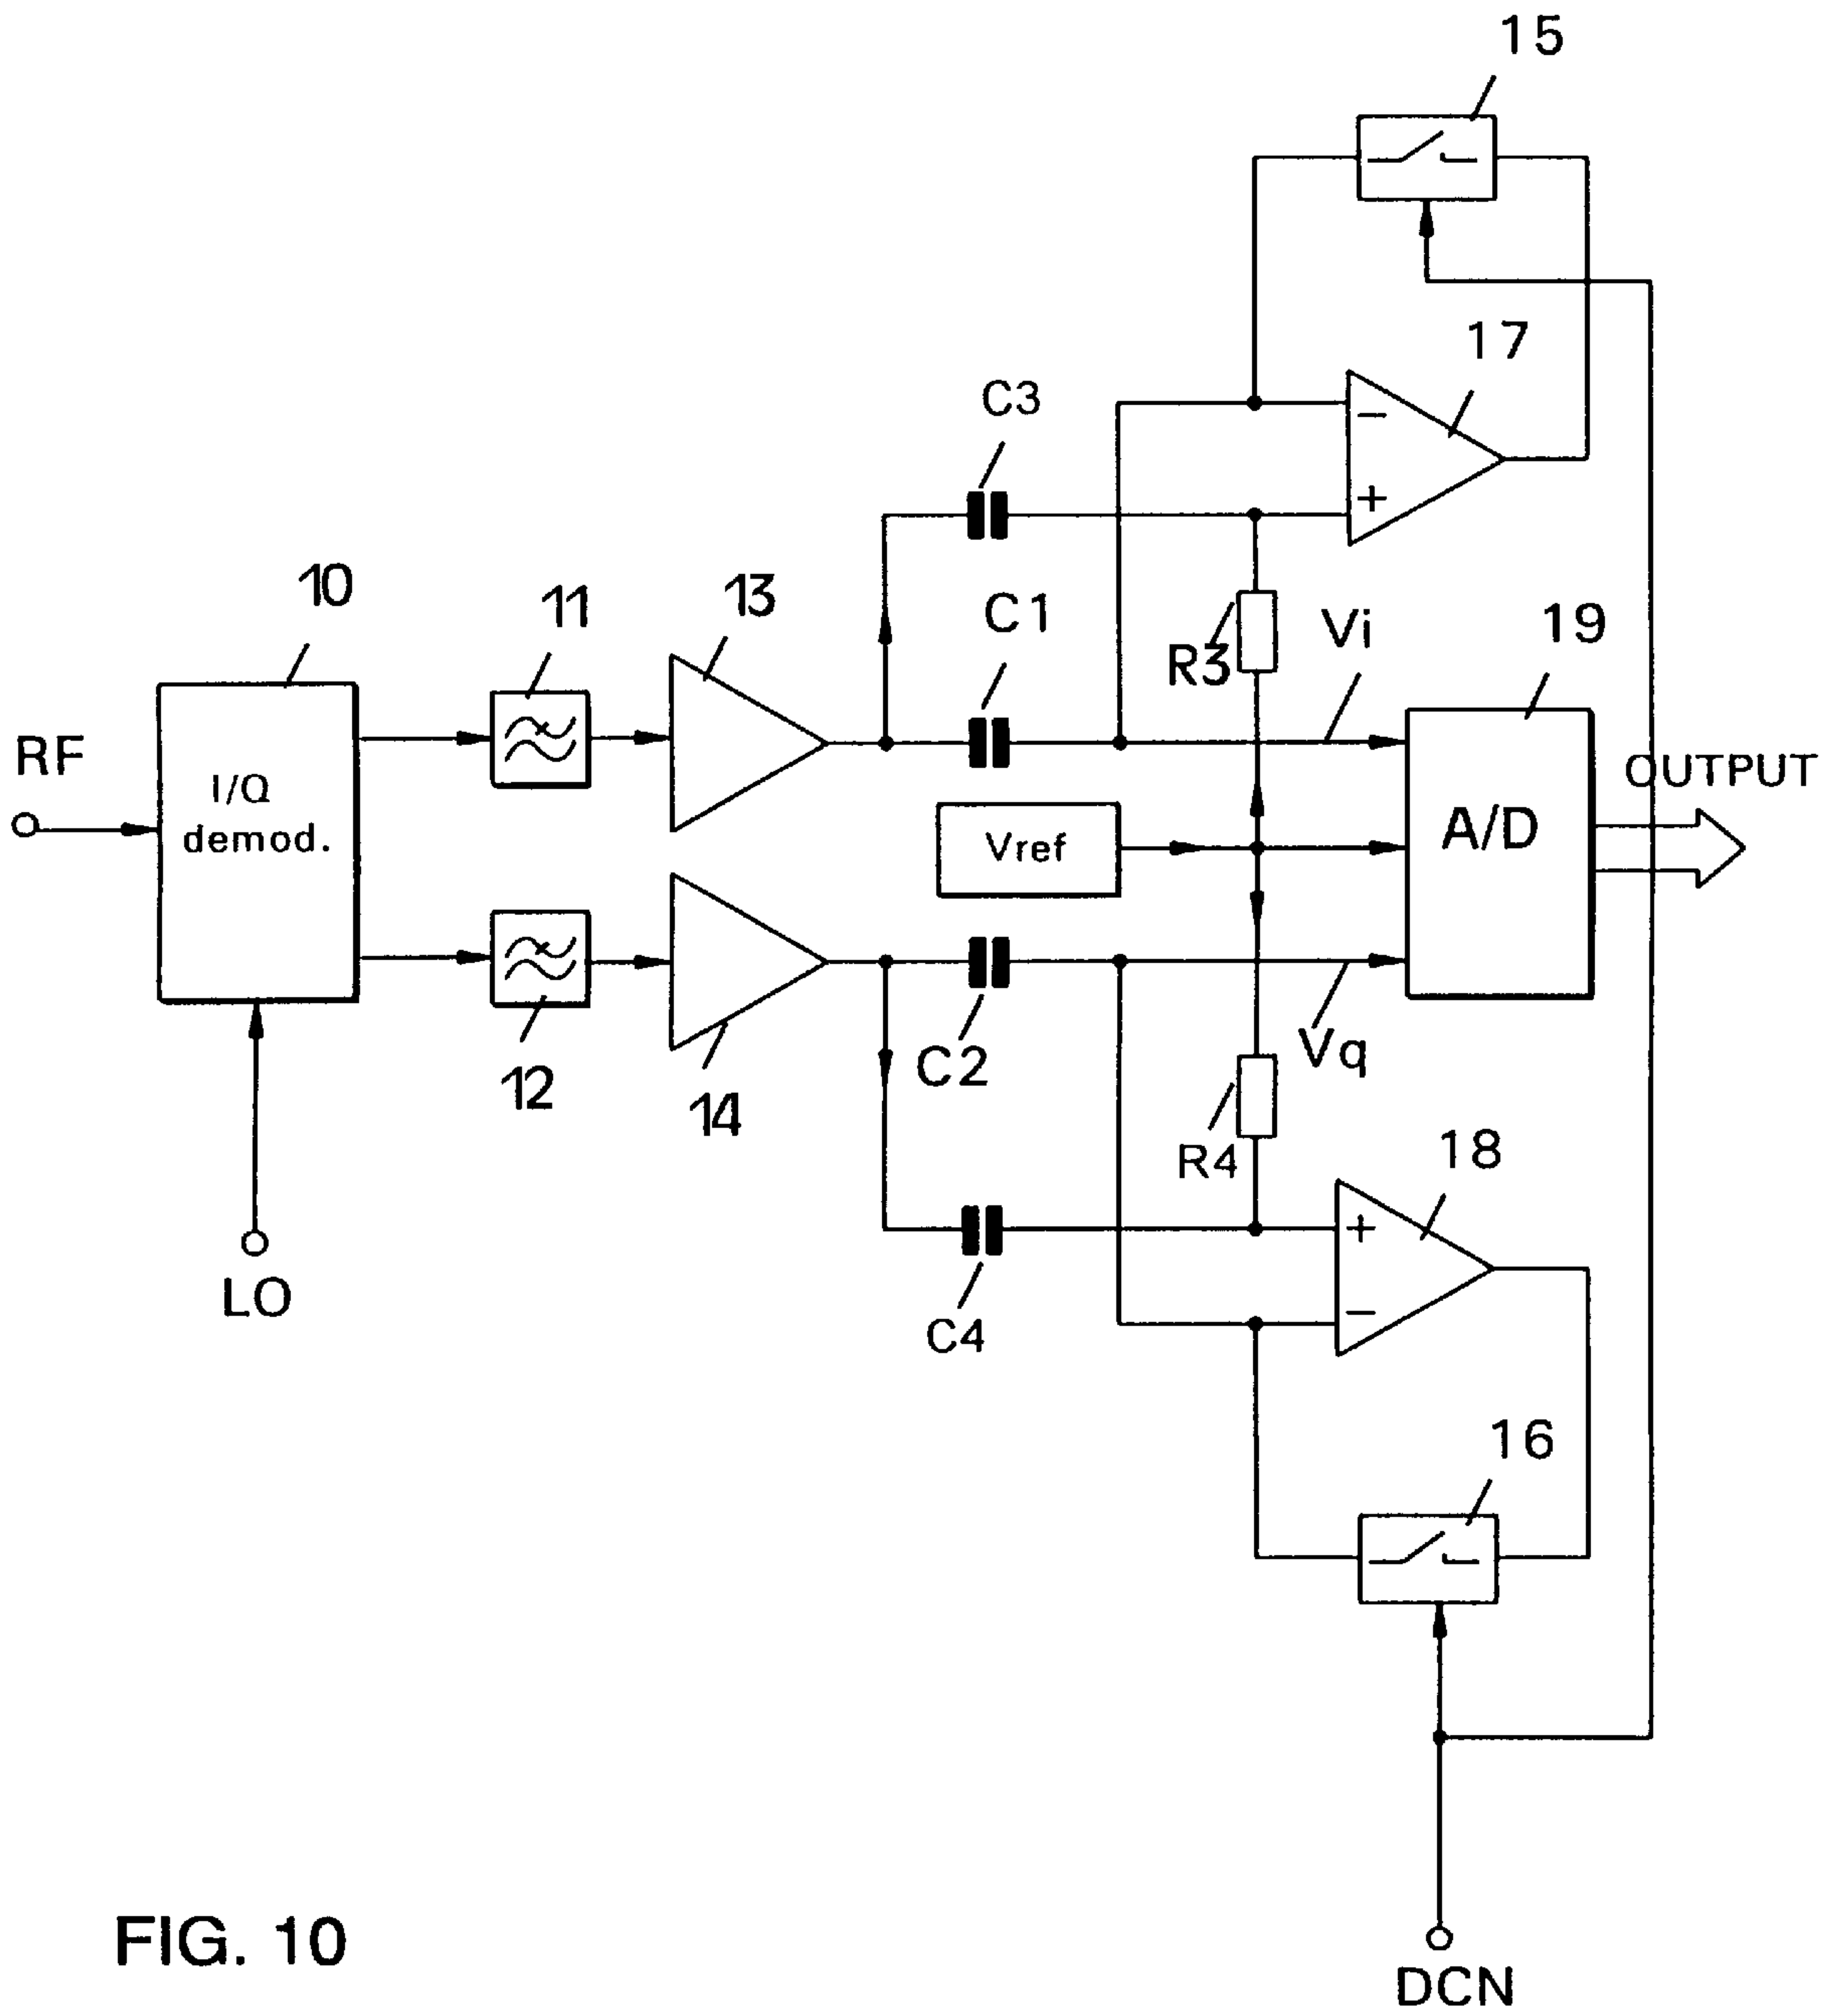 15
17
−
+
C3
10
11
13
C1
R3
Vi
19
RF
I/Q
demod.
Vref
A/D
OUTPUT
12
14
C2
Vq
R4
18
+
−
LO
C4
16
FIG. 10
DCN